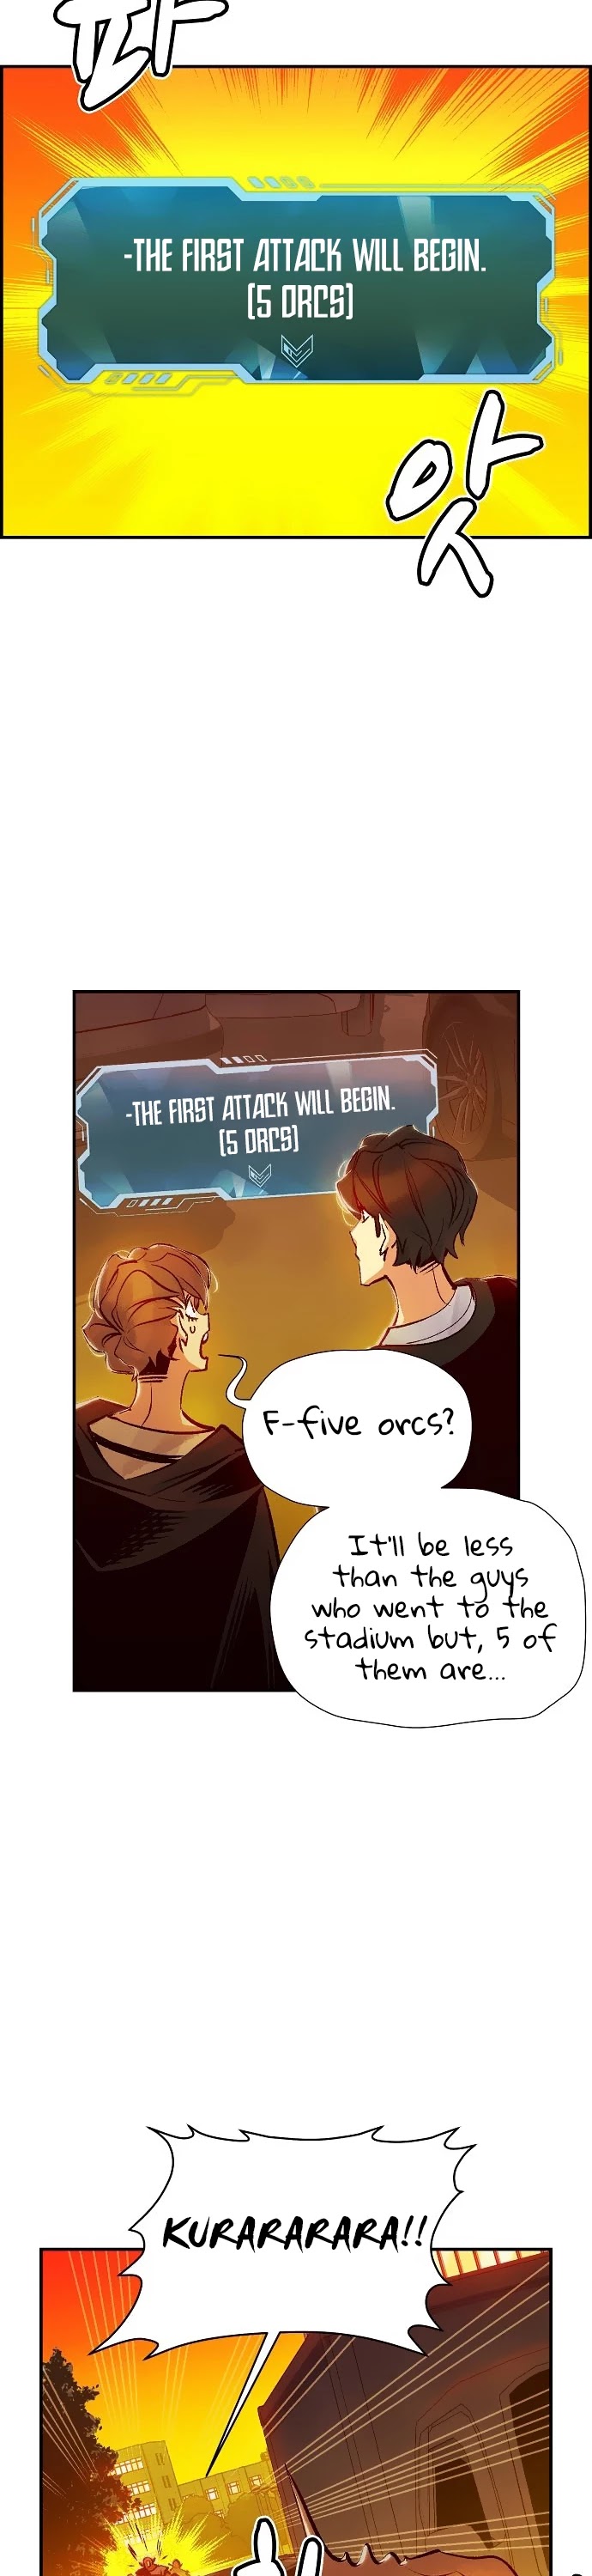 파
-THE FIRST ATTACK WILL BEGIN.
(5 ORCS)
앗
-THE FIRST ATTACK WILL BEGIN.
(5 ORCS)
F-five orcs?
It'll be less
than the guys
who went to the
stadium but, 5 of
them are...
KURARARARA!!